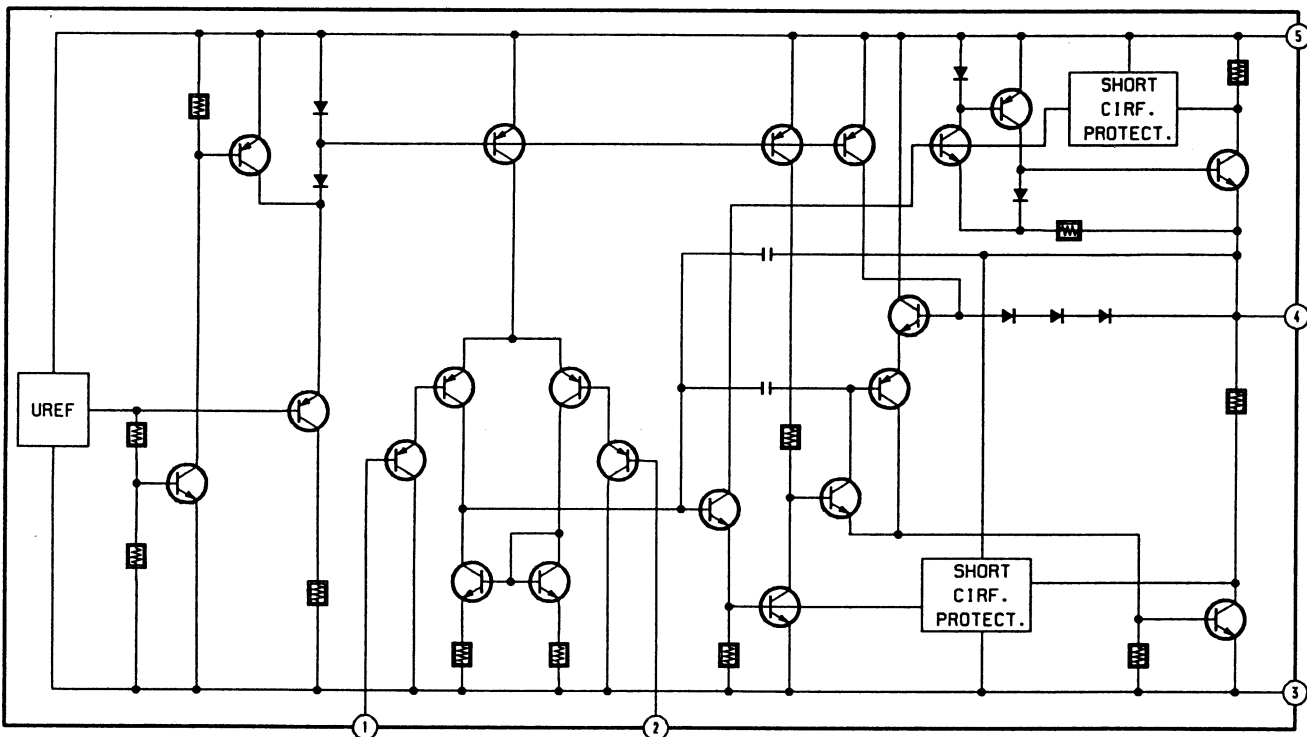 5
SHORT
CIRF.
PROTECT.
4
UREF
SHORT
CIRF.
PROTECT.
3
1
2